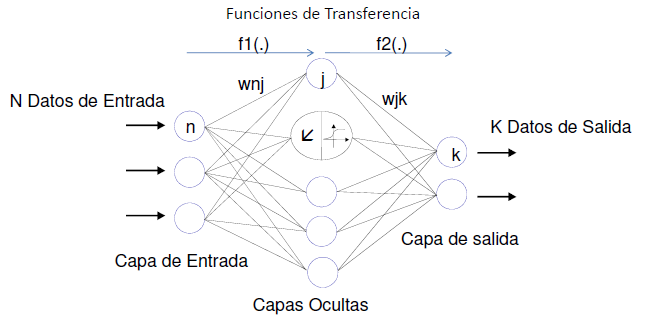 Funciones de Transferencia
f1(.)
f2(.)
wnj
j
wjk
N Datos de Entrada
n
K Datos de Salida
k
Capa de salida
Capa de Entrada
Capas Ocultas